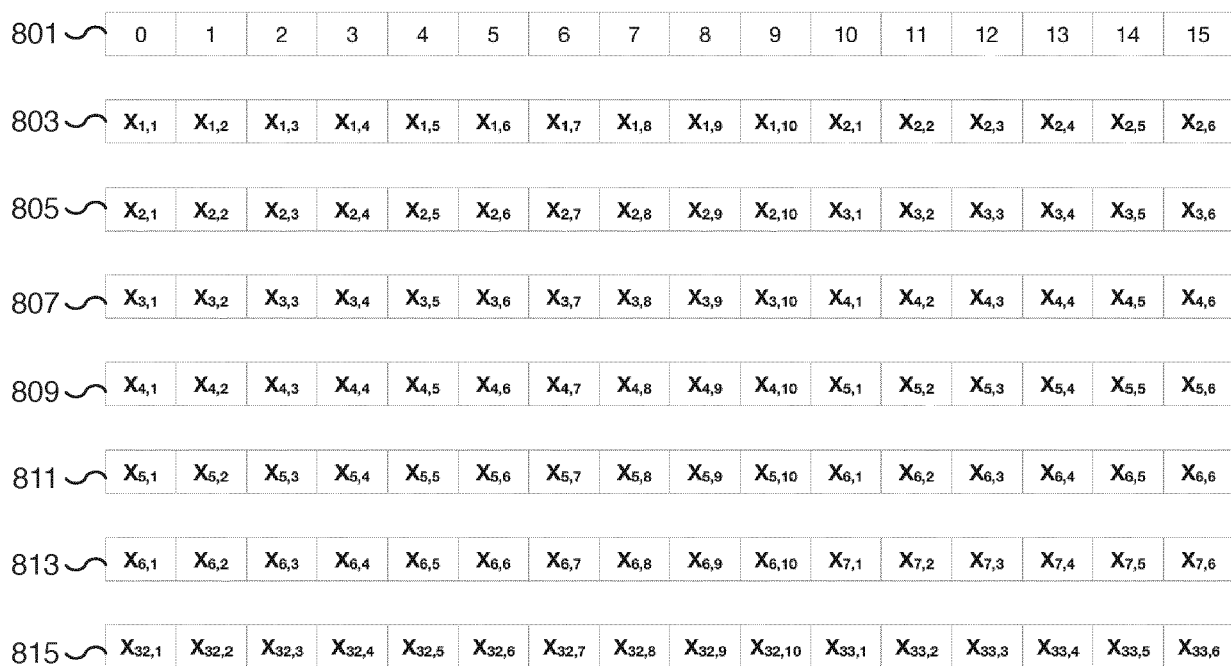 801 0 1 2 3 4 5 6 7 8 9 10 11 12 13 14 15
803 X1,1 X1,2 X1,3 X1,4 X1,5 X1,6 X1,7 X1,8 X1,9 X1,10 X2,1 X2,2 X2,3 X2,4 X2,5 X2,6
805 X2,1 X2,2 X2,3 X2,4 X2,5 X2,6 X2,7 X2,8 X2,9 X2,10 X3,1 X3,2 X3,3 X3,4 X3,5 X3,6
807 X3,1 X3,2 X3,3 X3,4 X3,5 X3,6 X3,7 X3,8 X3,9 X3,10 X4,1 X4,2 X4,3 X4,4 X4,5 X4,6
809 X4,1 X4,2 X4,3 X4,4 X4,5 X4,6 X4,7 X4,8 X4,9 X4,10 X5,1 X5,2 X5,3 X5,4 X5,5 X5,6
811 X5,1 X5,2 X5,3 X5,4 X5,5 X5,6 X5,7 X5,8 X5,9 X5,10 X6,1 X6,2 X6,3 X6,4 X6,5 X6,6
813 X6,1 X6,2 X6,3 X6,4 X6,5 X6,6 X6,7 X6,8 X6,9 X6,10 X7,1 X7,2 X7,3 X7,4 X7,5 X7,6
815 X32,1 X32,2 X32,3 X32,4 X32,5 X32,6 X32,7 X32,8 X32,9 X32,10 X33,1 X33,2 X33,3 X33,4 X33,5 X33,6